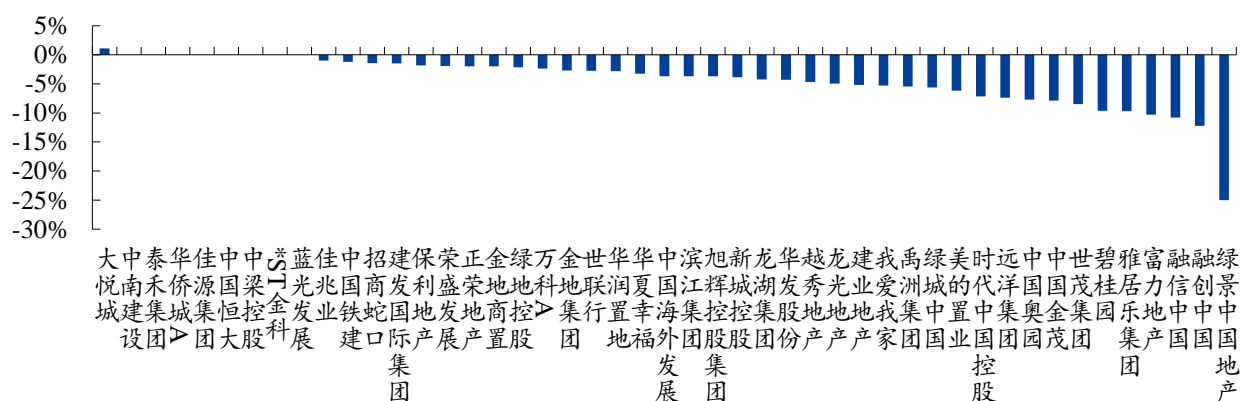 5%
0%
-5%
-10%
-15%
-20%
-25%
-30%
大悦城
中南建设
泰禾集团
华侨城A
佳源集团
中国恒大
中梁控股
*ST金科
蓝光发展
佳兆业
中国铁建
招商蛇口
建发国际集团
保利地产
荣盛发展
正荣地产
金地商置
绿地控股
万科A
金地集团
世联行
华润置地
华夏幸福
中国海外发展
滨江集团
旭辉控股集团
新城控股
龙湖集团
华发股份
越秀地产
龙光地产
建业地产
我爱我家
禹洲集团
绿城中国
美的置业
时代中国控股
远洋集团
中国奥园
中国金茂
世茂集团
碧桂园
雅居乐集团
富力地产
融信中国
融创中国
绿景中国地产